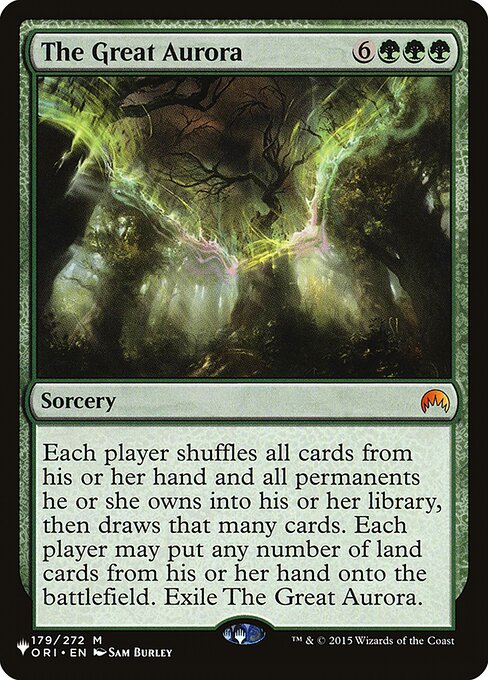 The Great Aurora 6
Sorcery
Each player shuffles all cards from
his or her hand and all permanents
he or she owns into his or her library,
then draws that many cards. Each
player may put any number of land
cards from his or her hand onto the
battlefield. Exile The Great Aurora.
179/272 M
ORI • EN SAM BURLEY
™ & © 2015 Wizards of the Coast